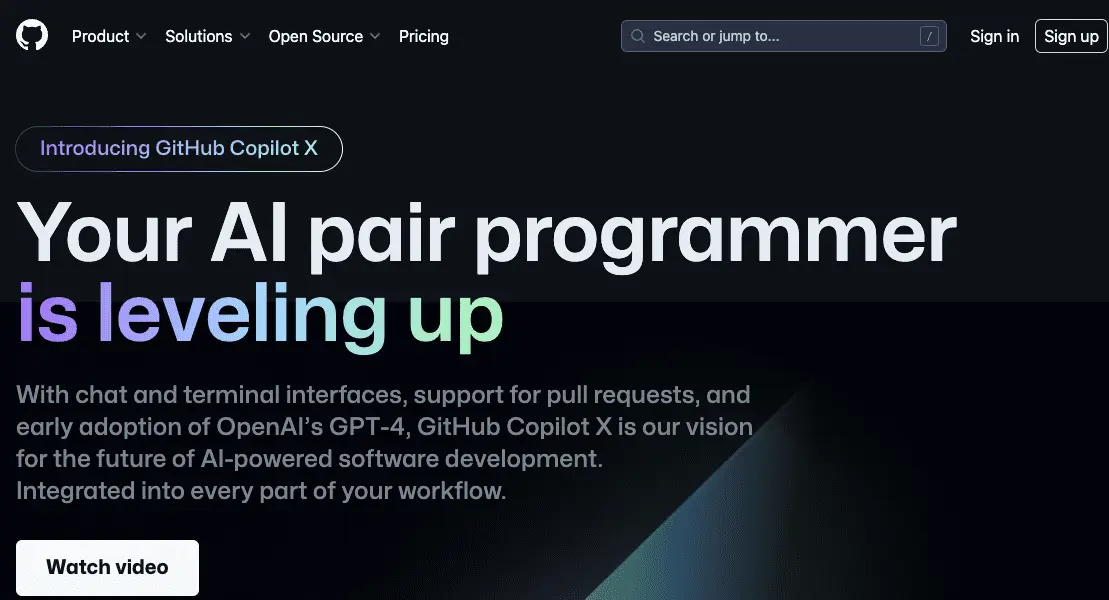 Product
Solutions
Open Source
Pricing
Search or jump to...
/
Sign in
Sign up
Introducing GitHub Copilot X
Your AI pair programmer
is leveling up
With chat and terminal interfaces, support for pull requests, and
early adoption of OpenAI’s GPT-4, GitHub Copilot X is our vision
for the future of AI-powered software development.
Integrated into every part of your workflow.
Watch video